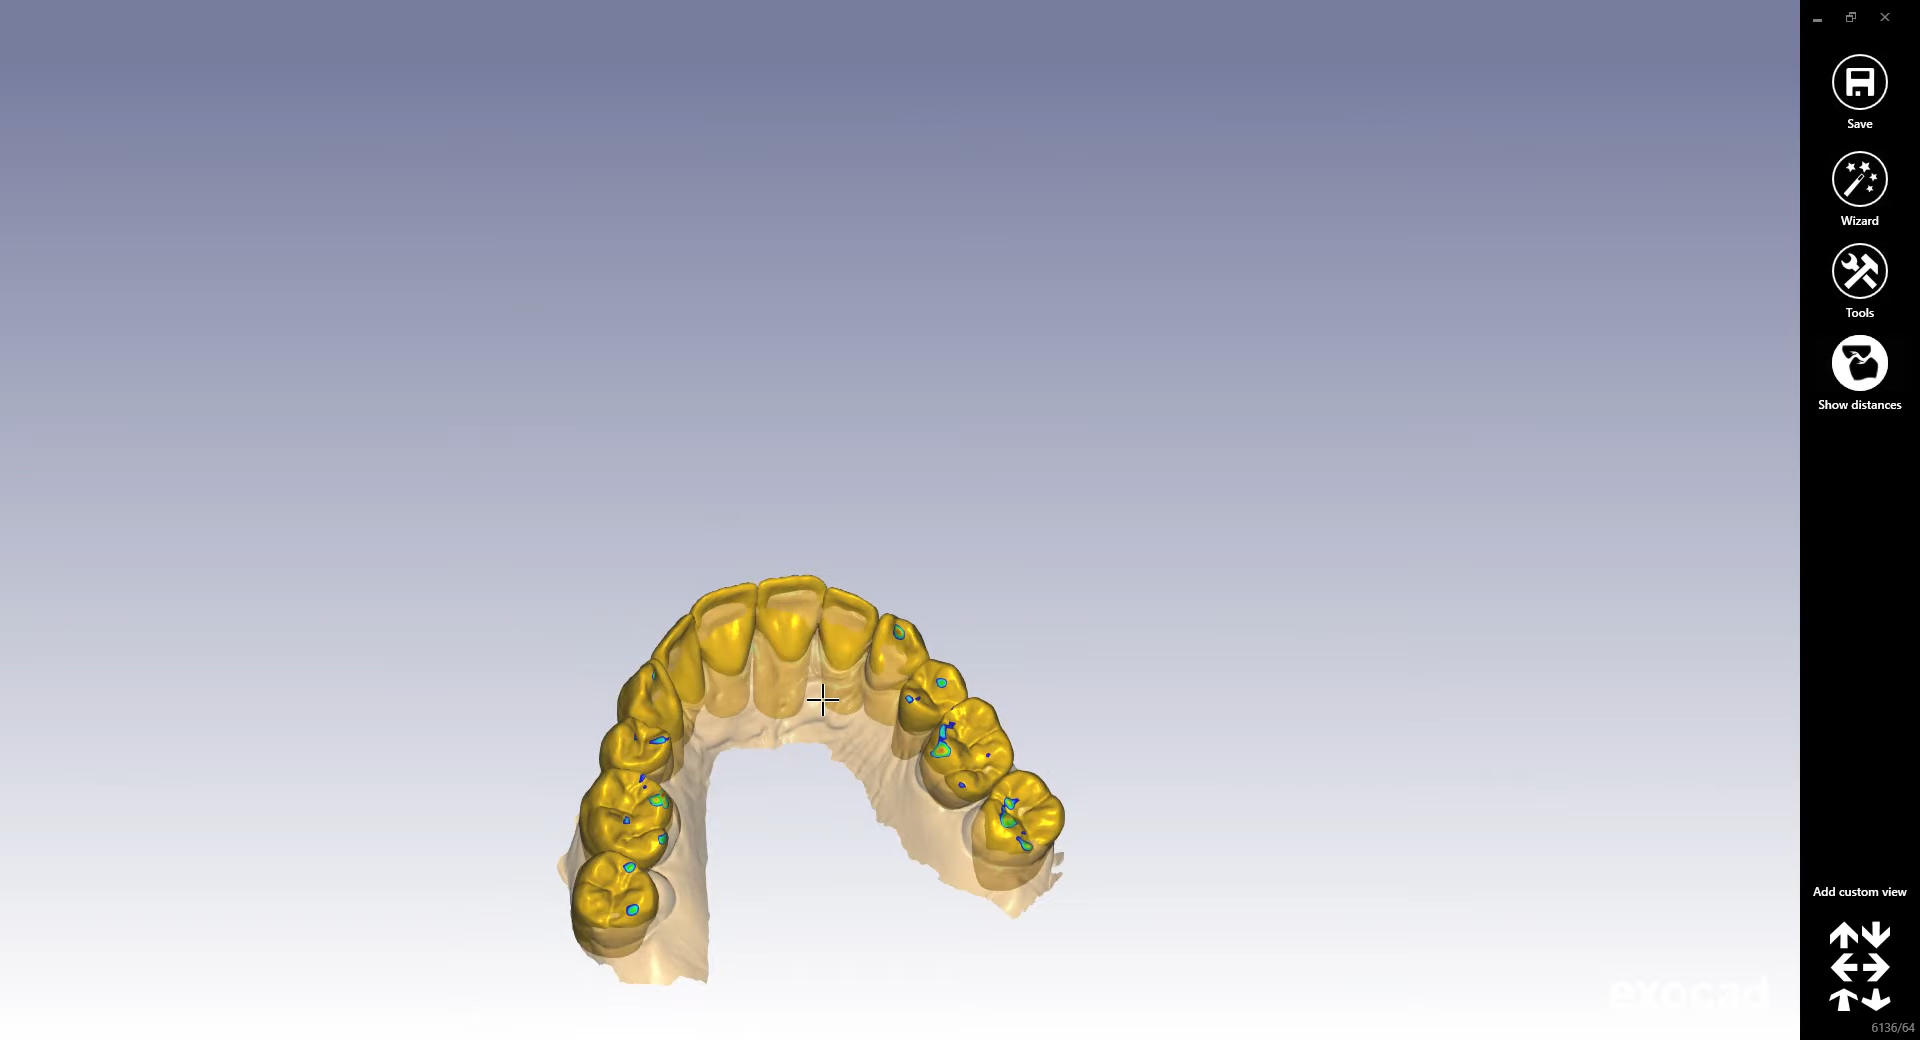 Save
Wizard
Tools
Show distances
Add custom view
exocad
6136/64